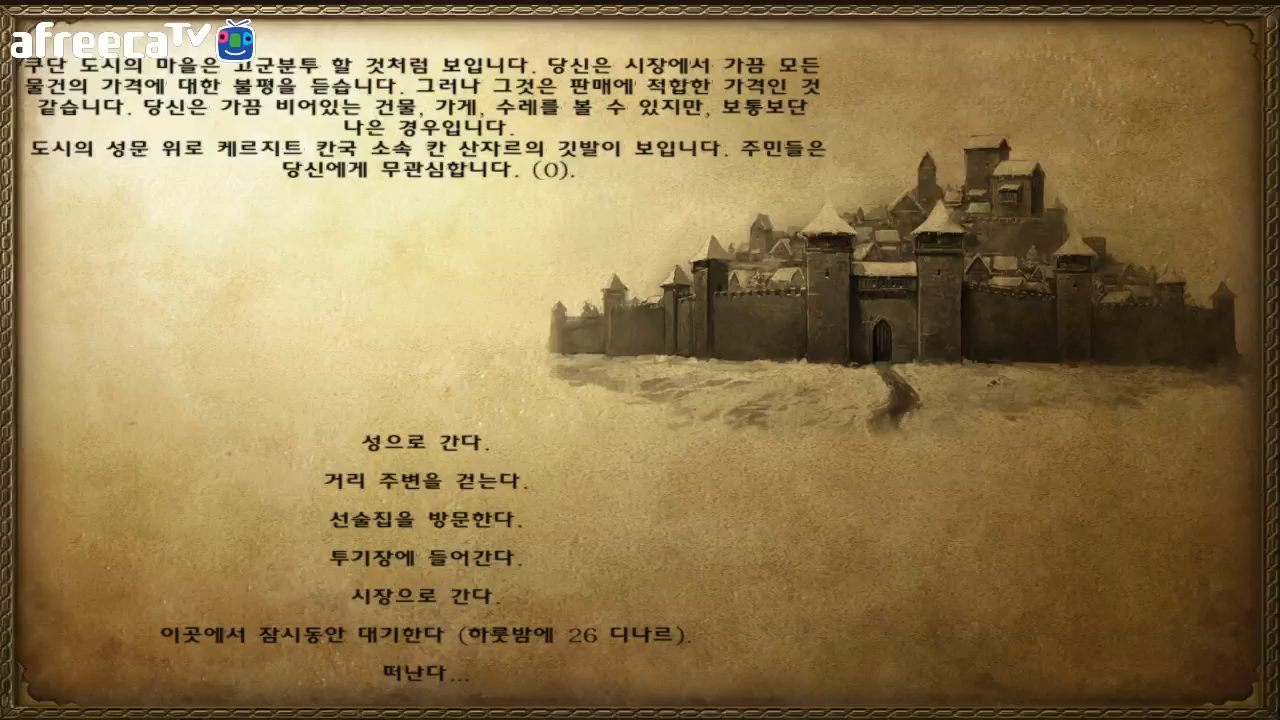 afreecaTV
쿠단 도시의 마을은 고군분투 할 것처럼 보입니다. 당신은 시장에서 가끔 모든
물건의 가격에 대한 불평을 듣습니다. 그러나 그것은 판매에 적합한 가격인 것
같습니다. 당신은 가끔 비어있는 건물, 가게, 수레를 볼 수 있지만, 보통보단
나은 경우입니다.
도시의 성문 위로 케르지트 칸국 소속 칸 산자르의 깃발이 보입니다. 주민들은
당신에게 무관심합니다. (0).
성으로 간다.
거리 주변을 걷는다.
선술집을 방문한다.
투기장에 들어간다.
시장으로 간다.
이곳에서 잠시동안 대기한다 (하룻밤에 26 디나르).
떠난다...